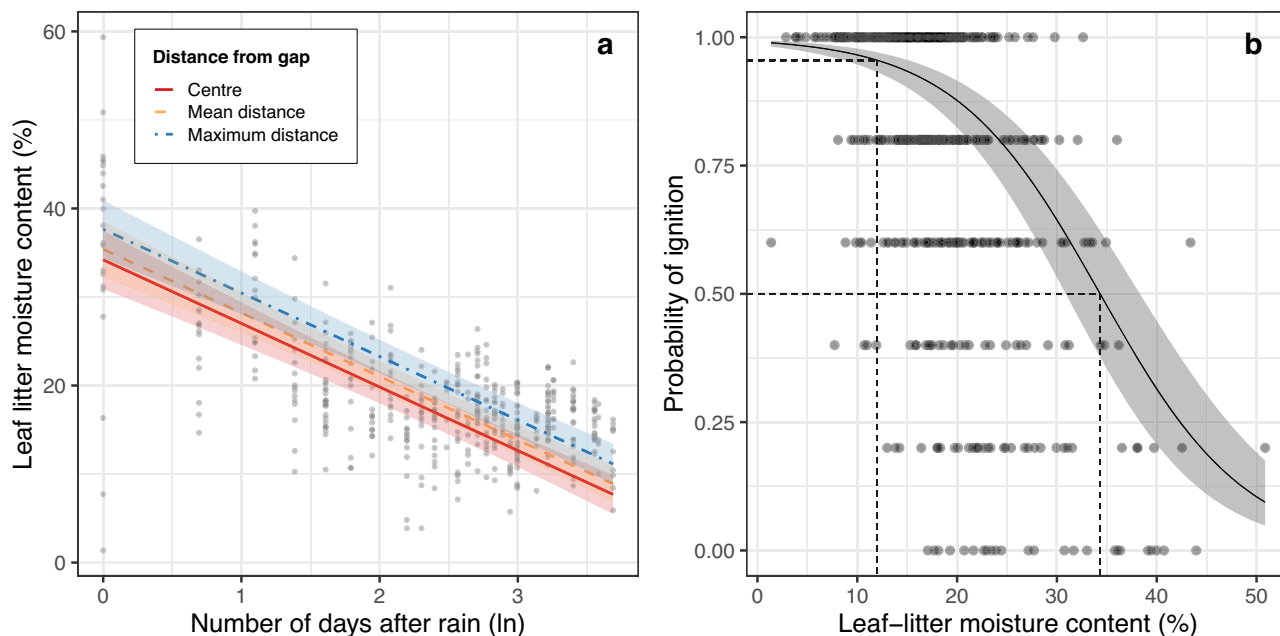 a
Distance from gap
Centre
Mean distance
Maximum distance
Leaf litter moisture content (%)
60
40
20
0
0 1 2 3
Number of days after rain (ln)
b
Probability of ignition
1.00
0.75
0.50
0.25
0.00
0 10 20 30 40 50
Leaf−litter moisture content (%)